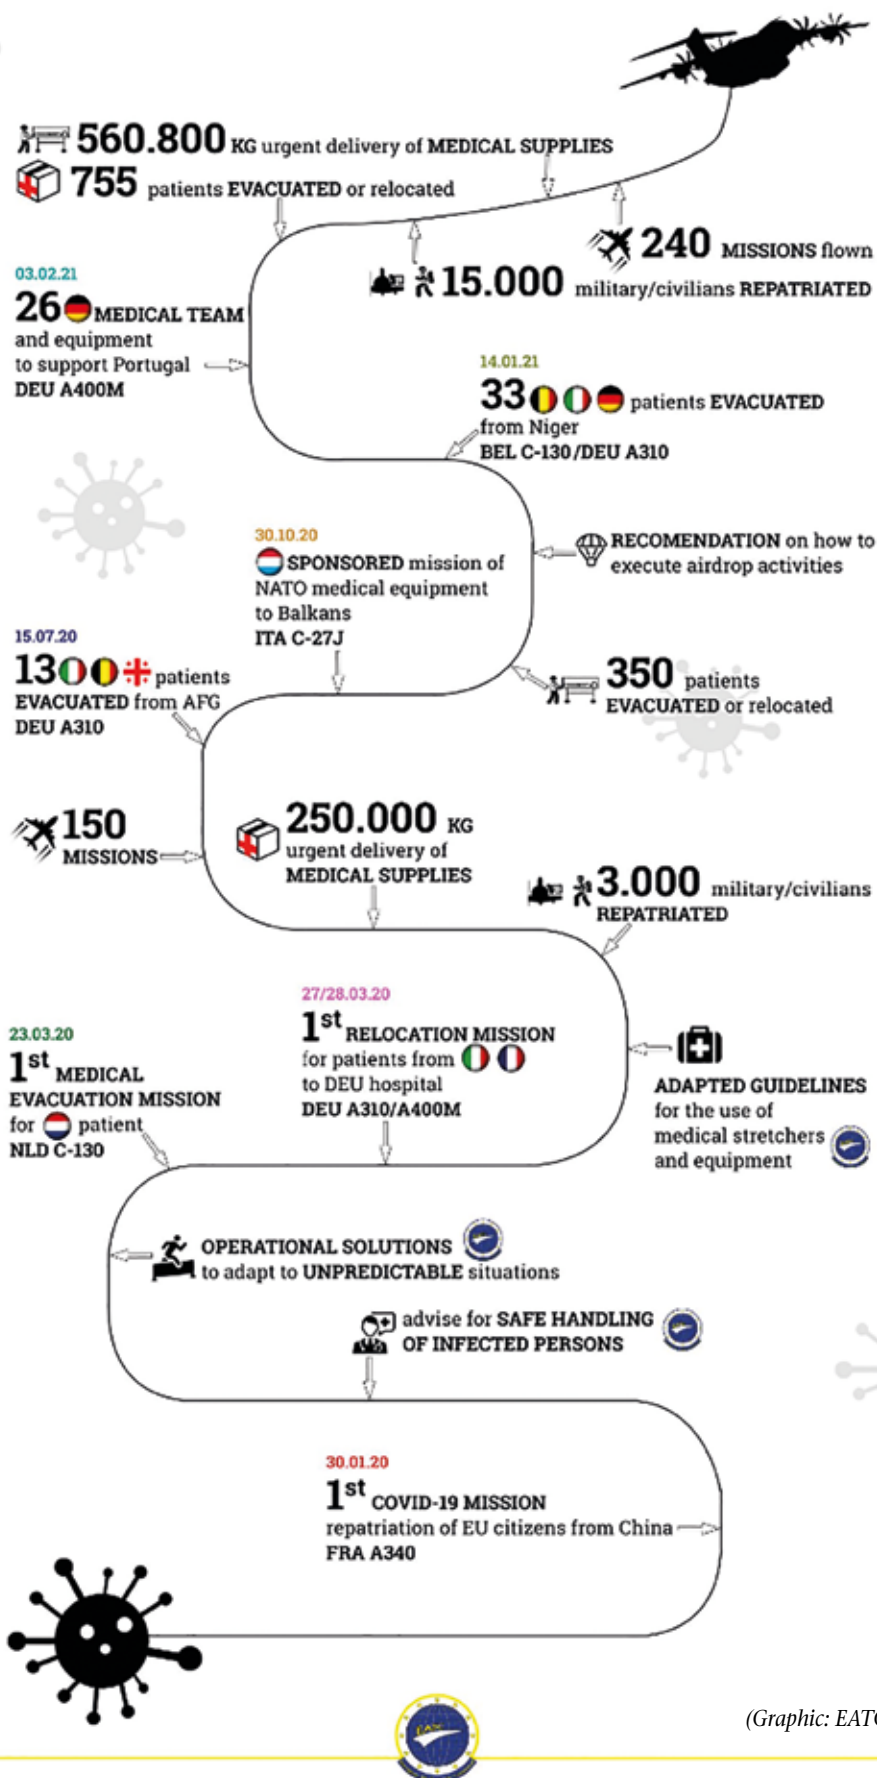 560.800 KG urgent delivery of MEDICAL SUPPLIES
755 patients EVACUATED or relocated
240 MISSIONS flown
15.000 military/civilians REPATRIATED
03.02.21
26 MEDICAL TEAM
and equipment
to support Portugal
DEU A400M
14.01.21
33 patients EVACUATED
from Niger
BEL C-130/DEU A310
RECOMENDATION on how to
execute airdrop activities
30.10.20
SPONSORED mission of
NATO medical equipment
to Balkans
ITA C-27J
15.07.20
13 patients
EVACUATED from AFG
DEU A310
350 patients
EVACUATED or relocated
150
MISSIONS
250.000 KG
urgent delivery of
MEDICAL SUPPLIES
3.000 military/civilians
REPATRIATED
27/28.03.20
1st RELOCATION MISSION
for patients from
to DEU hospital
DEU A310/A400M
23.03.20
1st MEDICAL
EVACUATION MISSION
for patient
NLD C-130
ADAPTED GUIDELINES
for the use of
medical stretchers
and equipment
OPERATIONAL SOLUTIONS
to adapt to UNPREDICTABLE situations
advise for SAFE HANDLING
OF INFECTED PERSONS
30.01.20
1st COVID-19 MISSION
repatriation of EU citizens from China
FRA A340
(Graphic: EATC
EATC